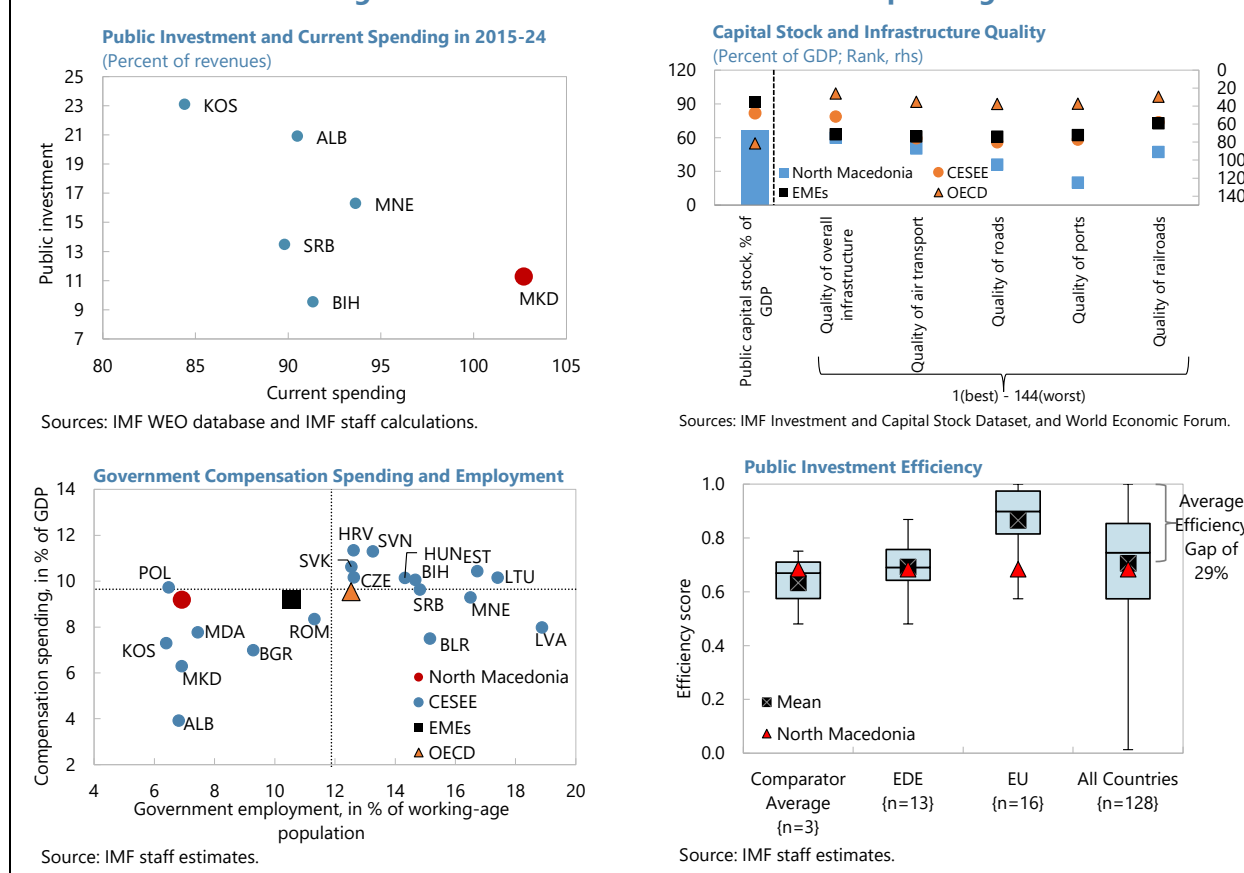 Public Investment and Current Spending in 2015-24
(Percent of revenues)
25
23
21
19
17
15
13
11
9
7
Public investment
KOS
ALB
MNE
SRB
BIH
MKD
80 85 90 95 100 105
Current spending
Sources: IMF WEO database and IMF staff calculations.
Capital Stock and Infrastructure Quality
(Percent of GDP; Rank, rhs)
120
90
60
30
0
0
20
40
60
80
100
120
140
North Macedonia
CESEE
EMEs
OECD
Public capital stock, % of
GDP
Quality of overall
infrastructure
Quality of air transport
Quality of roads
Quality of ports
Quality of railroads
1(best) - 144(worst)
Sources: IMF Investment and Capital Stock Dataset, and World Economic Forum.
Government Compensation Spending and Employment
14
12
10
8
6
4
2
Compensation spending, in % of GDP
HRV
SVN
SVK
HUN
EST
POL
CZE
BIH
LTU
SRB
MNE
ROM
MDA
KOS
BGR
BLR
LVA
MKD
ALB
North Macedonia
CESEE
EMEs
OECD
4 6 8 10 12 14 16 18 20
Government employment, in % of working-age
population
Source: IMF staff estimates.
Public Investment Efficiency
1.0
0.8
0.6
0.4
0.2
0.0
Efficiency score
Average
Efficiency
Gap of
29%
Mean
North Macedonia
Comparator
Average
{n=3}
EDE
{n=13}
EU
{n=16}
All Countries
{n=128}
Source: IMF staff estimates.